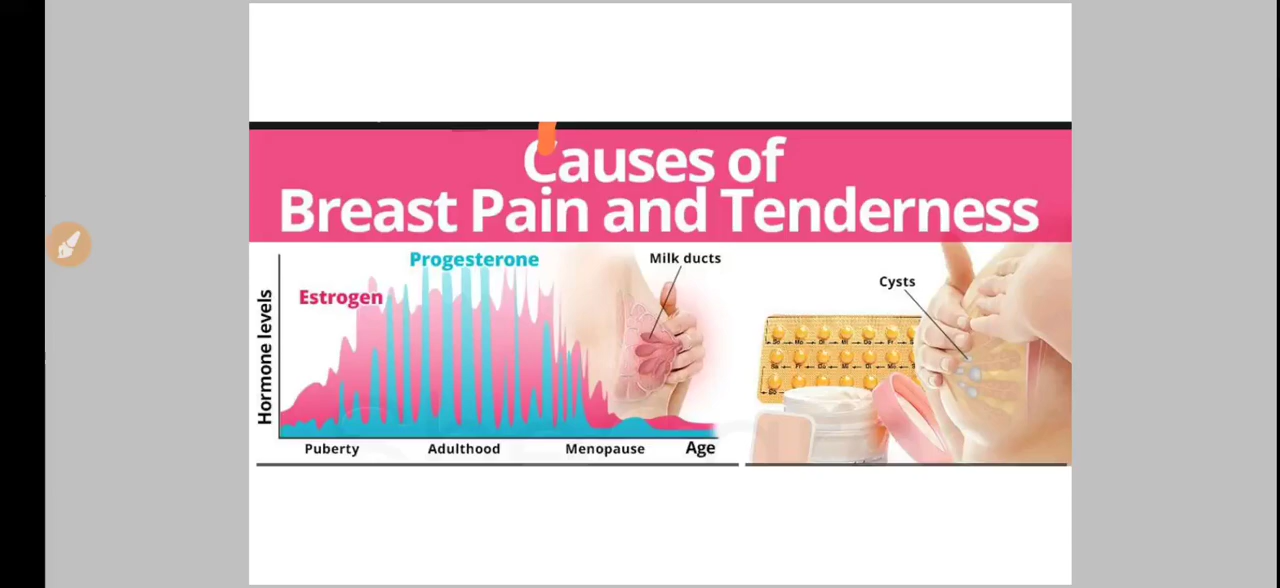 Causes of
Breast Pain and Tenderness
Progesterone
Milk ducts
Estrogen
Cysts
Hormone levels
Puberty
Adulthood
Menopause
Age